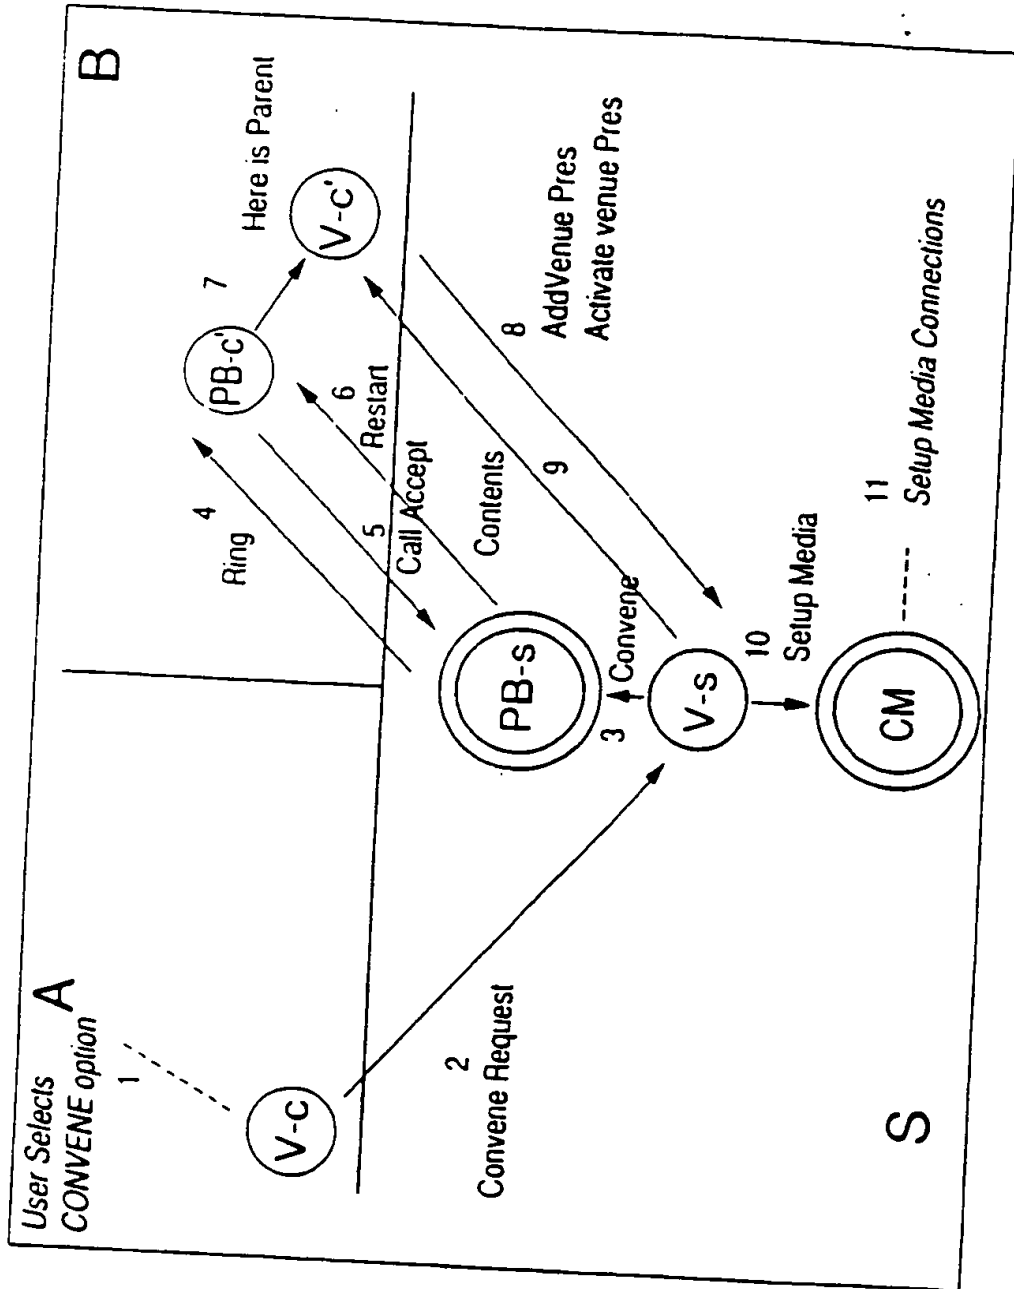 User Selects
CONVENE option
A
1
V-c
2
Convene Request
B
4
Ring
PB-c'
7
Here is Parent
V-c'
5
Call Accept
6
Restart
PB-s
3
Convene
Contents
9
8
AddVenue Pres
Activate venue Pres
V-s
10
Setup Media
CM
11
Setup Media Connections
S